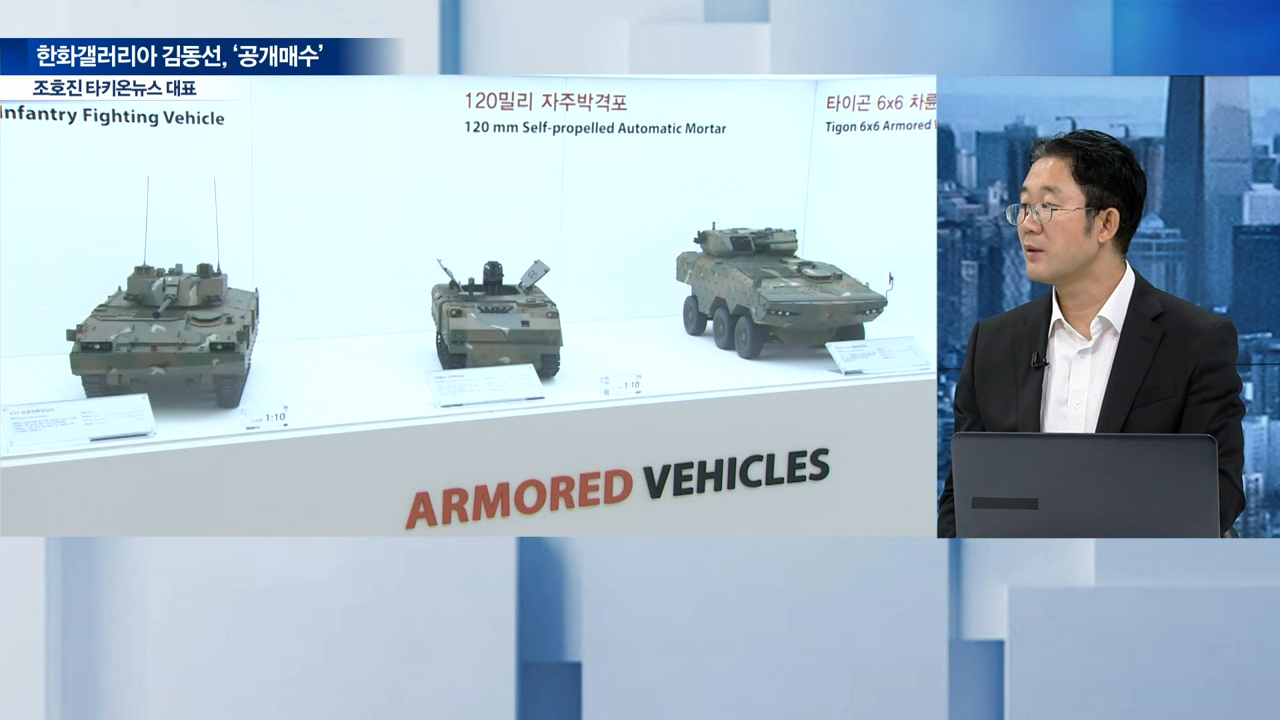 한화갤러리아 김동선, ‘공개매수’
조호진 타키온뉴스 대표
Infantry Fighting Vehicle
120밀리 자주박격포
120 mm Self-propelled Automatic Mortar
타이곤 6x6 차륜
Tigon 6x6 Armored
1:10
1:10
ARMORED VEHICLES